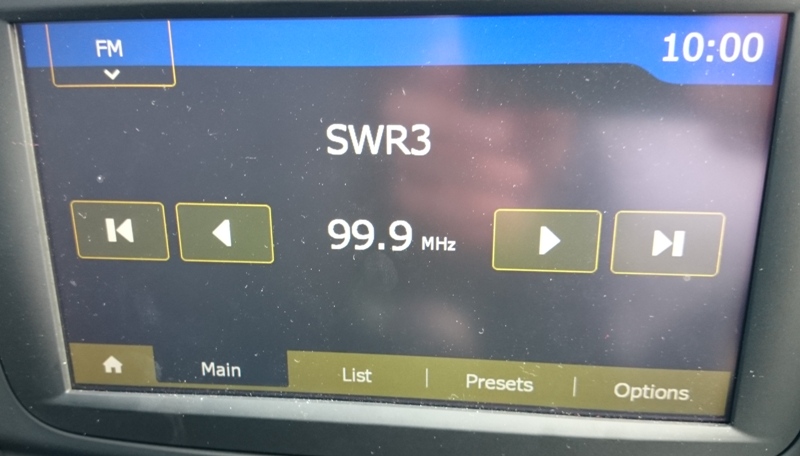 FM
10:00
SWR3
99.9 MHz
Main
List
Presets
Options